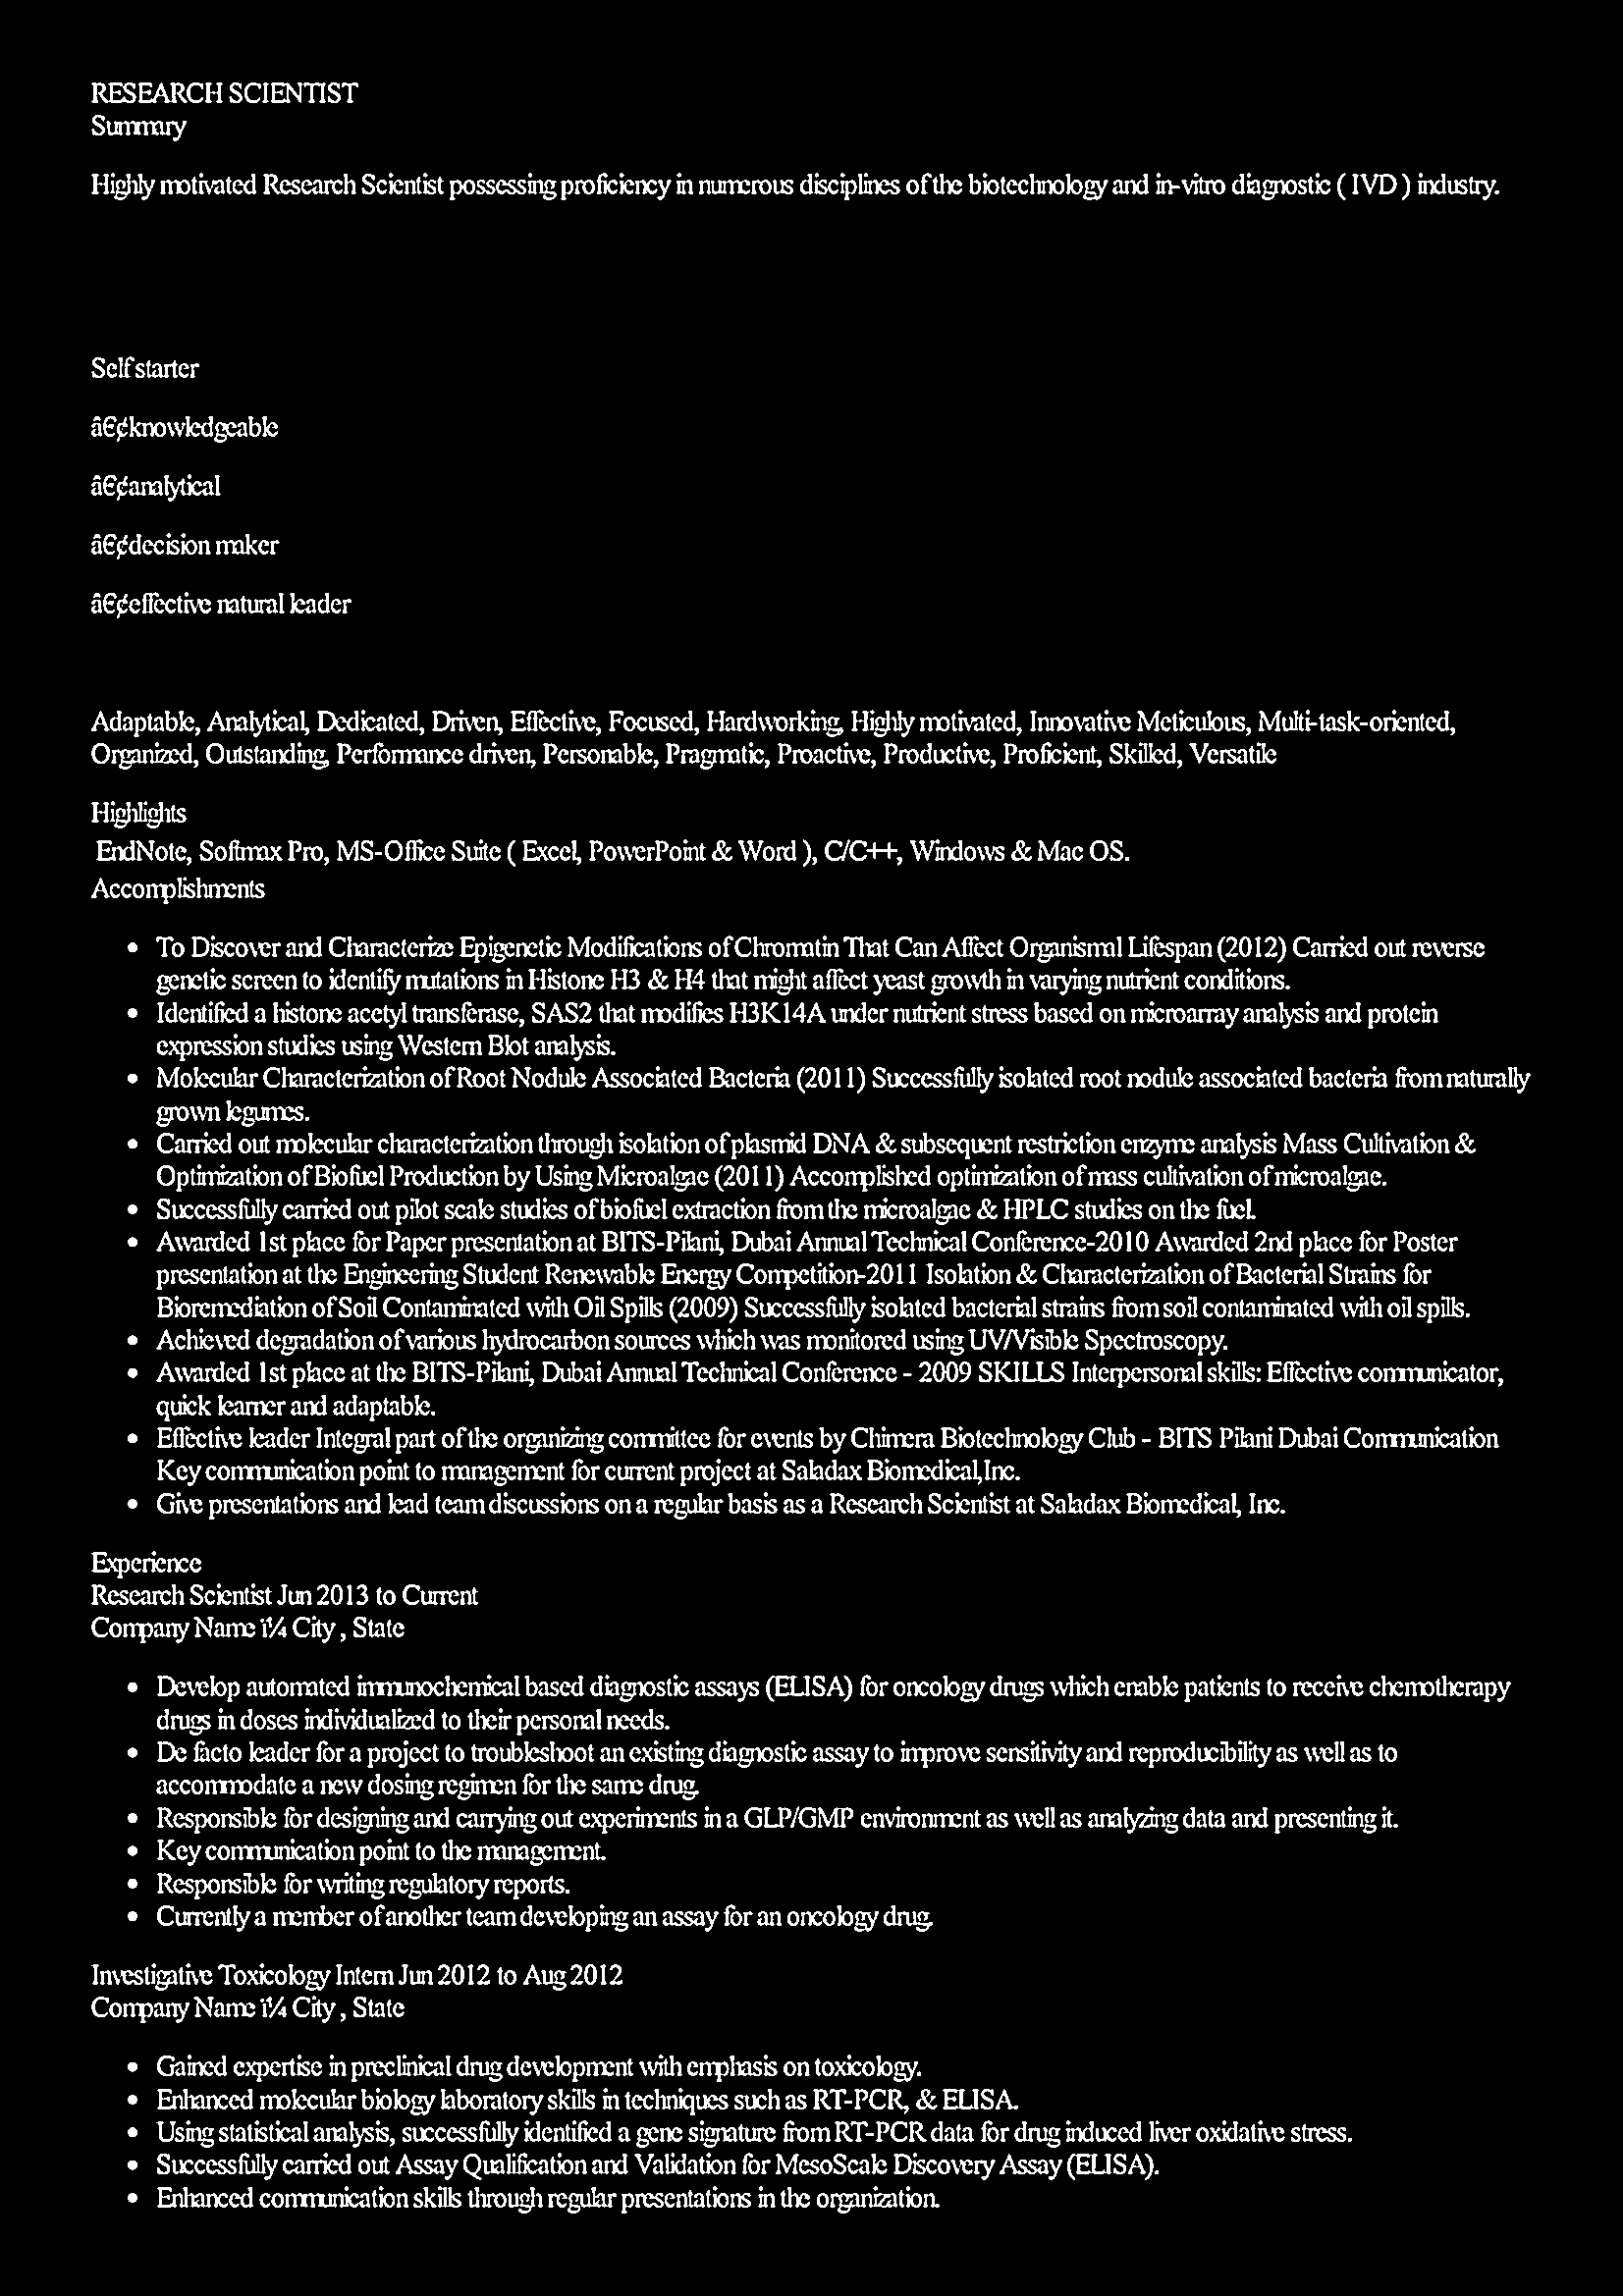 RESEARCH SCIENTIST
Summary
Highly motivated Research Scientist possessing proficiency in numerous disciplines of the biotechnology and in-vitro diagnostic ( IVD ) industry.
Self starter
â€¢knowledgeable
â€¢analytical
â€¢decision maker
â€¢effective natural leader
Adaptable, Analytical, Dedicated, Driven, Effective, Focused, Hardworking, Highly motivated, Innovative Meticulous, Multi-task-oriented,
Organized, Outstanding, Performance driven, Personable, Pragmatic, Proactive, Productive, Proficient, Skilled, Versatile
Highlights
EndNote, Softmax Pro, MS-Office Suite ( Excel, PowerPoint & Word ), C/C++, Windows & Mac OS.
Accomplishments
• To Discover and Characterize Epigenetic Modifications of Chromatin That Can Affect Organismal Lifespan (2012) Carried out reverse
genetic screen to identify mutations in Histone H3 & H4 that might affect yeast growth in varying nutrient conditions.
• Identified a histone acetyl transferase, SAS2 that modifies H3K14A under nutrient stress based on microarray analysis and protein
expression studies using Western Blot analysis.
• Molecular Characterization of Root Nodule Associated Bacteria (2011) Successfully isolated root nodule associated bacteria from naturally
grown legumes.
• Carried out molecular characterization through isolation of plasmid DNA & subsequent restriction enzyme analysis Mass Cultivation &
Optimization of Biofuel Production by Using Microalgae (2011) Accomplished optimization of mass cultivation of microalgae.
• Successfully carried out pilot scale studies of biofuel extraction from the microalgae & HPLC studies on the fuel.
• Awarded 1st place for Paper presentation at BITS-Pilani, Dubai Annual Technical Conference-2010 Awarded 2nd place for Poster
presentation at the Engineering Student Renewable Energy Competition-2011 Isolation & Characterization of Bacterial Strains for
Bioremediation of Soil Contaminated with Oil Spills (2009) Successfully isolated bacterial strains from soil contaminated with oil spills.
• Achieved degradation of various hydrocarbon sources which was monitored using UV/Visible Spectroscopy.
• Awarded 1st place at the BITS-Pilani, Dubai Annual Technical Conference - 2009 SKILLS Interpersonal skills: Effective communicator,
quick learner and adaptable.
• Effective leader Integral part of the organizing committee for events by Chimera Biotechnology Club - BITS Pilani Dubai Communication
Key communication point to management for current project at Saladax Biomedical,Inc.
• Give presentations and lead team discussions on a regular basis as a Research Scientist at Saladax Biomedical, Inc.
Experience
Research Scientist Jun 2013 to Current
Company Name ï¼ City , State
• Develop automated immunochemical based diagnostic assays (ELISA) for oncology drugs which enable patients to receive chemotherapy
drugs in doses individualized to their personal needs.
• De facto leader for a project to troubleshoot an existing diagnostic assay to improve sensitivity and reproducibility as well as to
accommodate a new dosing regimen for the same drug.
• Responsible for designing and carrying out experiments in a GLP/GMP environment as well as analyzing data and presenting it.
• Key communication point to the management.
• Responsible for writing regulatory reports.
• Currently a member of another team developing an assay for an oncology drug.
Investigative Toxicology Intern Jun 2012 to Aug 2012
Company Name ï¼ City , State
• Gained expertise in preclinical drug development with emphasis on toxicology.
• Enhanced molecular biology laboratory skills in techniques such as RT-PCR, & ELISA.
• Using statistical analysis, successfully identified a gene signature from RT-PCR data for drug induced liver oxidative stress.
• Successfully carried out Assay Qualification and Validation for MesoScale Discovery Assay (ELISA).
• Enhanced communication skills through regular presentations in the organization.